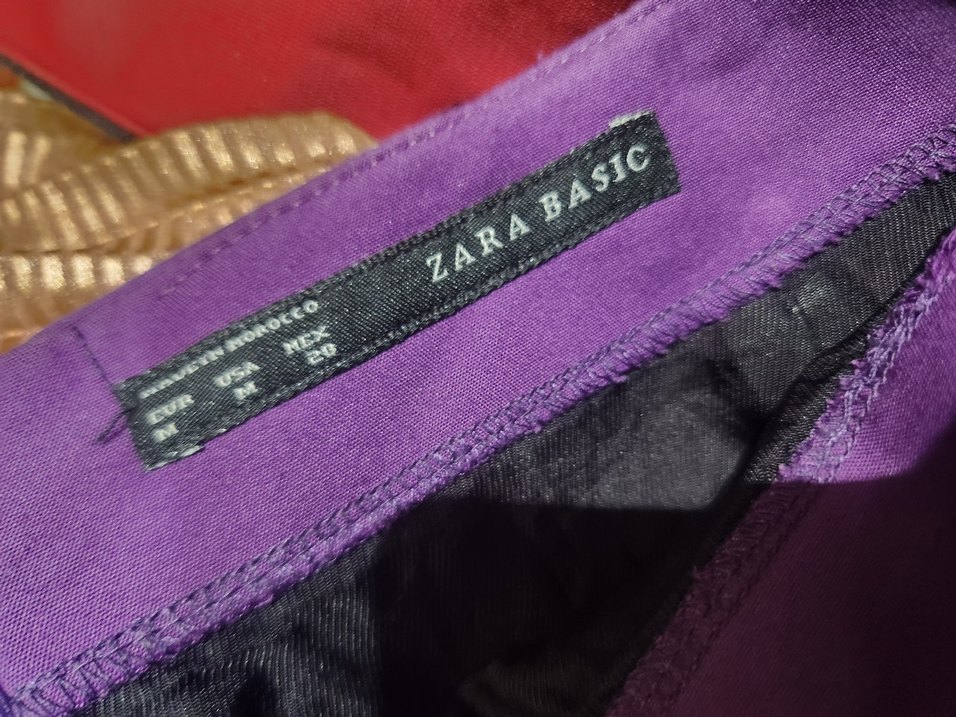 ZARA BASIC
MADE IN MOROCCO
EUR USA MEX
M M 28